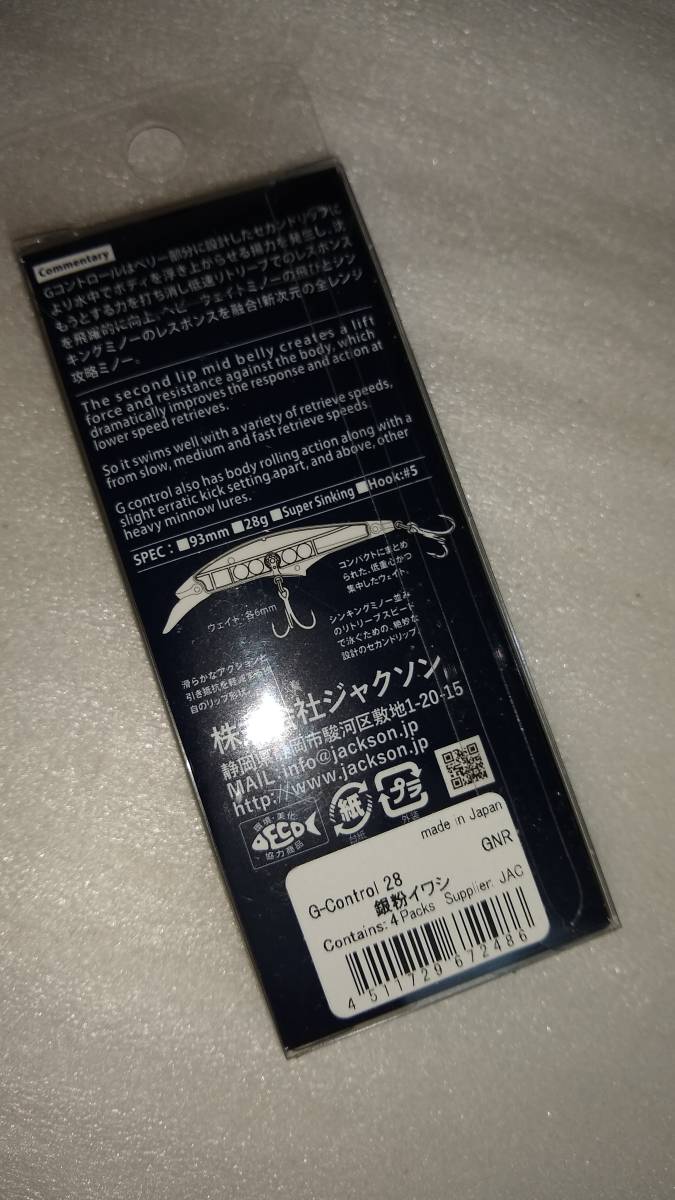 Commentary
Gコントロールはベリー部分に設計したセカンドリップに
より水中でボディを浮き上がらせる揚力を発生し、沈
もうとする力を打ち消し低速リトリーブでのレスポンス
を飛躍的に向上。ヘビーウェイトミノーの飛びとシン
キングミノーのレスポンスを融合!新次元の全レンジ
攻略ミノー。
The second lip mid belly creates a lift
force and resistance against the body, which
dramatically improves the response and action at
lower speed retrieves.
So it swims well with a variety of retrieve speeds,
from slow, medium and fast retrieve speeds.
G control also has body rolling action along with a
slight erratic kick setting apart, and above, other
heavy minnow lures.
SPEC : ■93mm ■28g ■Super Sinking ■Hook:#5
コンパクトにまとめ
られた、低重心かつ
集中したウェイト。
ウェイト:各6mm
シンキングミノー並み
のリトリーブスピード
で泳ぐための、絶妙な
設計のセカンドリップ。
滑らかなアクションと
引き抵抗を軽減
自のリップ形状。
株 社ジャクソン
静岡県静岡市駿河区敷地1-20-15
MAIL info@jackson.jp
http://www.jackson.jp
環境・美化
DECO
協力商品
紙
台紙
プラ
外装
made in Japan
G-Control 28 GNR
銀粉イワシ
Contains: 4 Packs Supplier: JAC
4 511729 672486